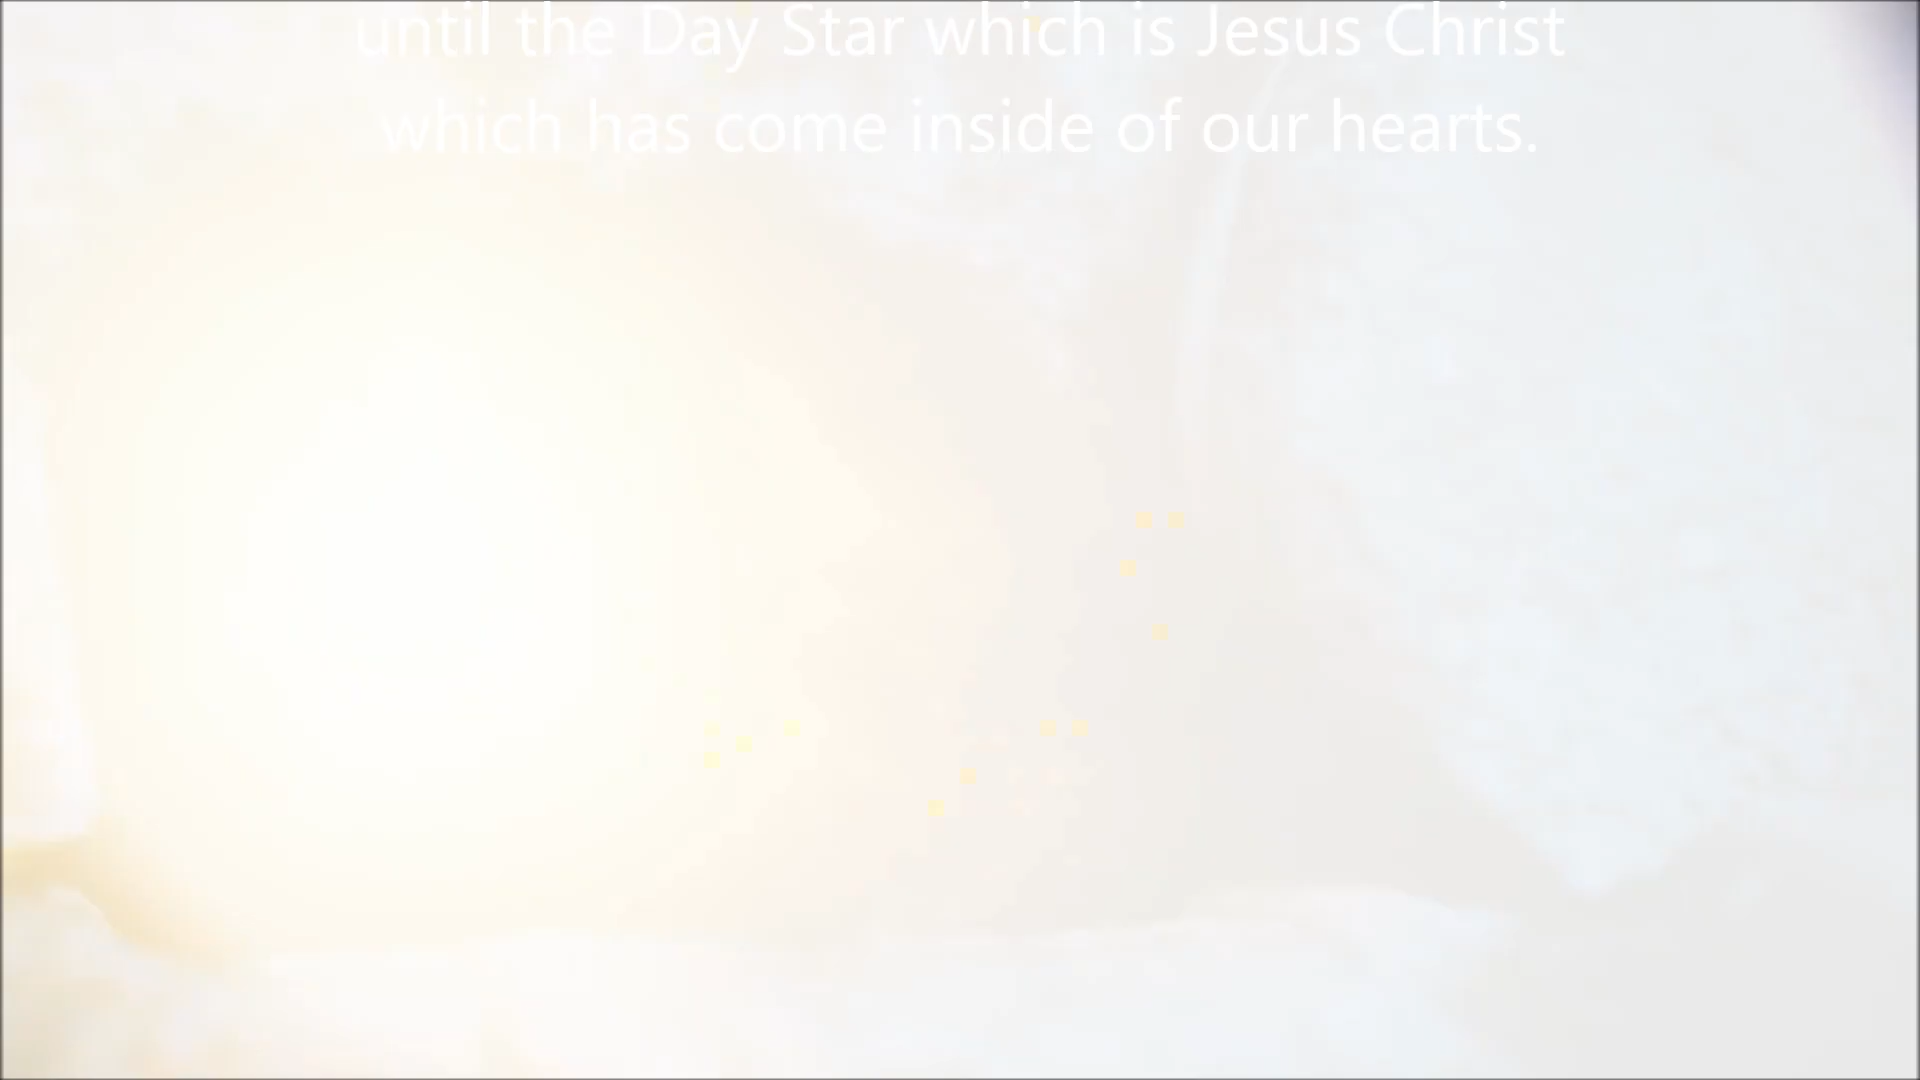 until the Day Star which is Jesus Christ
which has come inside of our hearts.